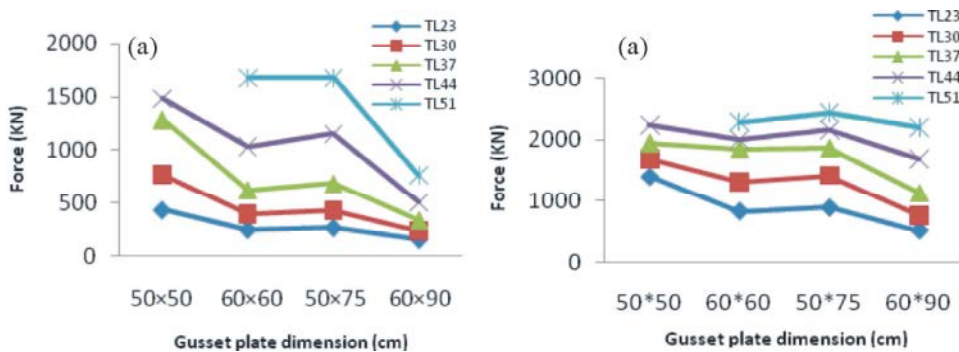 (a)
TL23
TL30
TL37
TL44
TL51
2000
1500
1000
500
0
Force (KN)
50×50 60×60 50×75 60×90
Gusset plate dimension (cm)
(a)
TL23
TL30
TL37
TL44
TL51
3000
2000
1000
0
Force (KN)
50*50 60*60 50*75 60*90
Gusset plate dimension (cm)